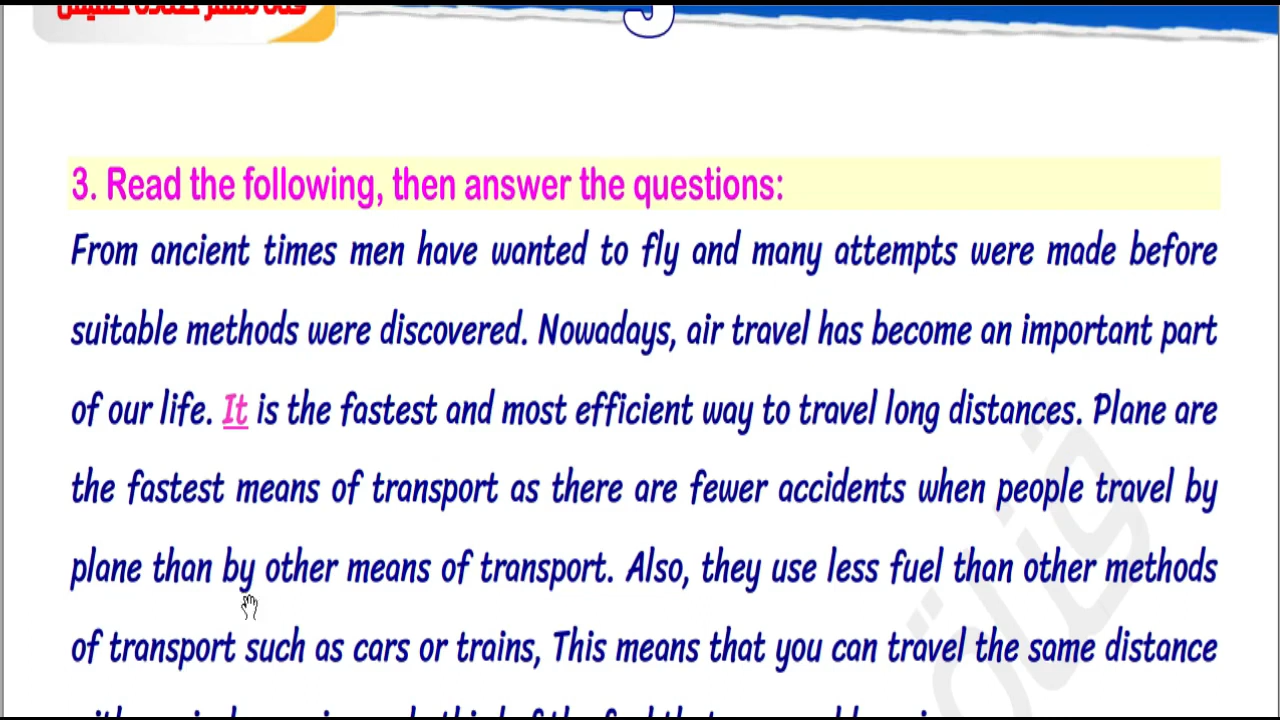 3
3. Read the following, then answer the questions:
From ancient times men have wanted to fly and many attempts were made before
suitable methods were discovered. Nowadays, air travel has become an important part
of our life. It is the fastest and most efficient way to travel long distances. Plane are
the fastest means of transport as there are fewer accidents when people travel by
plane than by other means of transport. Also, they use less fuel than other methods
of transport such as cars or trains, This means that you can travel the same distance
قناة